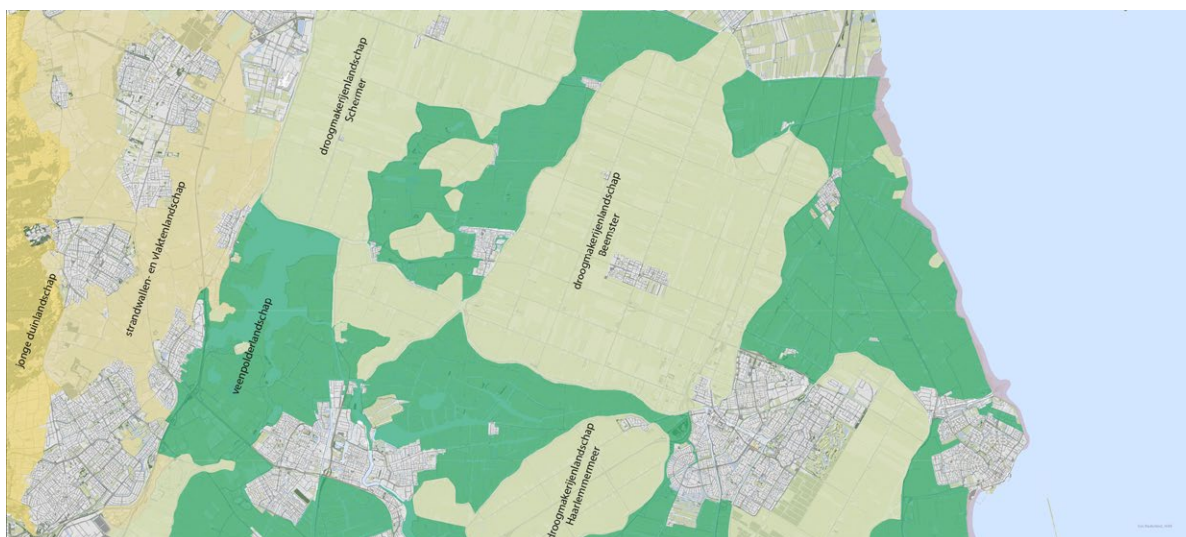 jonge duinlandschap
strandwallen- en vlaktenlandschap
veenpolderlandschap
droogmakerijenlandschap
Schermer
droogmakerijenlandschap
Beemster
droogmakerijenlandschap
Haarlemmermeer